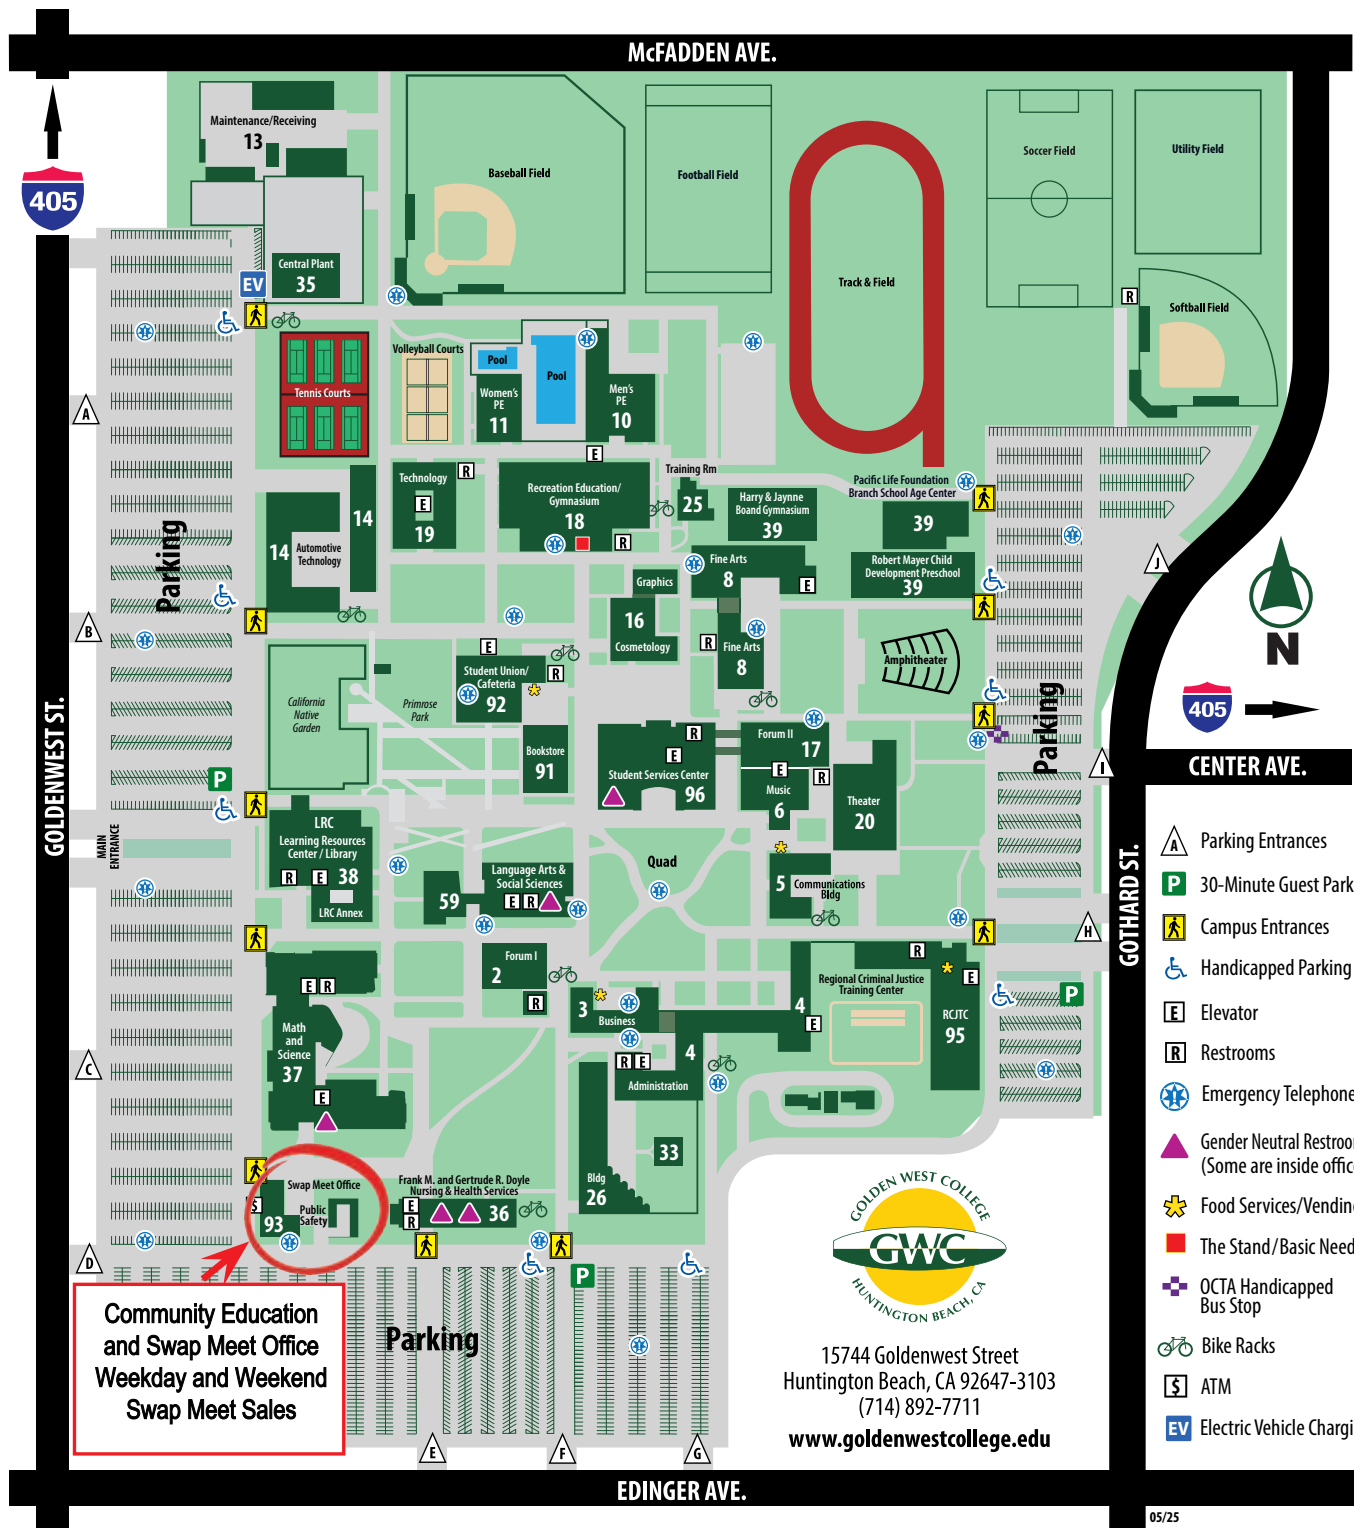 McFADDEN AVE.
405
Maintenance/Receiving
13
Baseball Field
Football Field
Soccer Field
Utility Field
Track & Field
Softball Field
R
Central Plant
35
EV
Tennis Courts
Volleyball Courts
Pool
Pool
Women's
PE
11
Men's
PE
10
E
A
Parking
14
14
Automotive
Technology
Technology
E
19
R
Recreation Education/
Gymnasium
18
R
Training Rm
25
Harry & Jaynne
Board Gymnasium
39
Pacific Life Foundation
Branch School Age Center
39
Robert Mayer Child
Development Preschool
39
J
N
B
Fine Arts
8
E
Graphics
16
Cosmetology
R
Fine Arts
8
Amphitheater
California
Native
Garden
Primrose
Park
E
Student Union/
Cafeteria
92
R
Bookstore
91
R
E
Student Services Center
96
Forum II
17
E
R
Music
6
Theater
20
Parking
405
I
CENTER AVE.
GOLDENWEST ST.
GOTHARD ST.
P
MAIN
ENTRANCE
LRC
Learning Resources
Center / Library
R
E
38
LRC Annex
59
Language Arts &
Social Sciences
E
R
Quad
5
Communications
Bldg
H
Forum I
2
R
E
R
Math
and
Science
37
E
3
Business
4
4
E
R
E
Administration
Regional Criminal Justice
Training Center
R
E
RCJTC
95
P
C
33
Bldg
26
Swap Meet Office
Public
Safety
$
93
Frank M. and Gertrude R. Doyle
Nursing & Health Services
E
R
36
D
P
Community Education
and Swap Meet Office
Weekday and Weekend
Swap Meet Sales
Parking
E
F
G
GOLDEN WEST COLLEGE
GWC
HUNTINGTON BEACH, CA
15744 Goldenwest Street
Huntington Beach, CA 92647-3103
(714) 892-7711
www.goldenwestcollege.edu
A Parking Entrances
P 30-Minute Guest Park
Campus Entrances
Handicapped Parking
E Elevator
R Restrooms
Emergency Telephone
Gender Neutral Restroo
(Some are inside offic
Food Services/Vendin
The Stand/Basic Need
OCTA Handicapped
Bus Stop
Bike Racks
$ ATM
EV Electric Vehicle Chargi
EDINGER AVE.
05/25